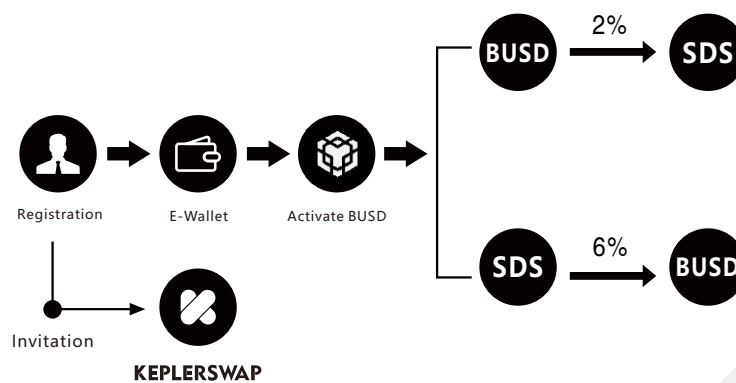 2%
BUSD
SDS
Registration
E-Wallet
Activate BUSD
6%
SDS
BUSD
Invitation
KEPLERSWAP